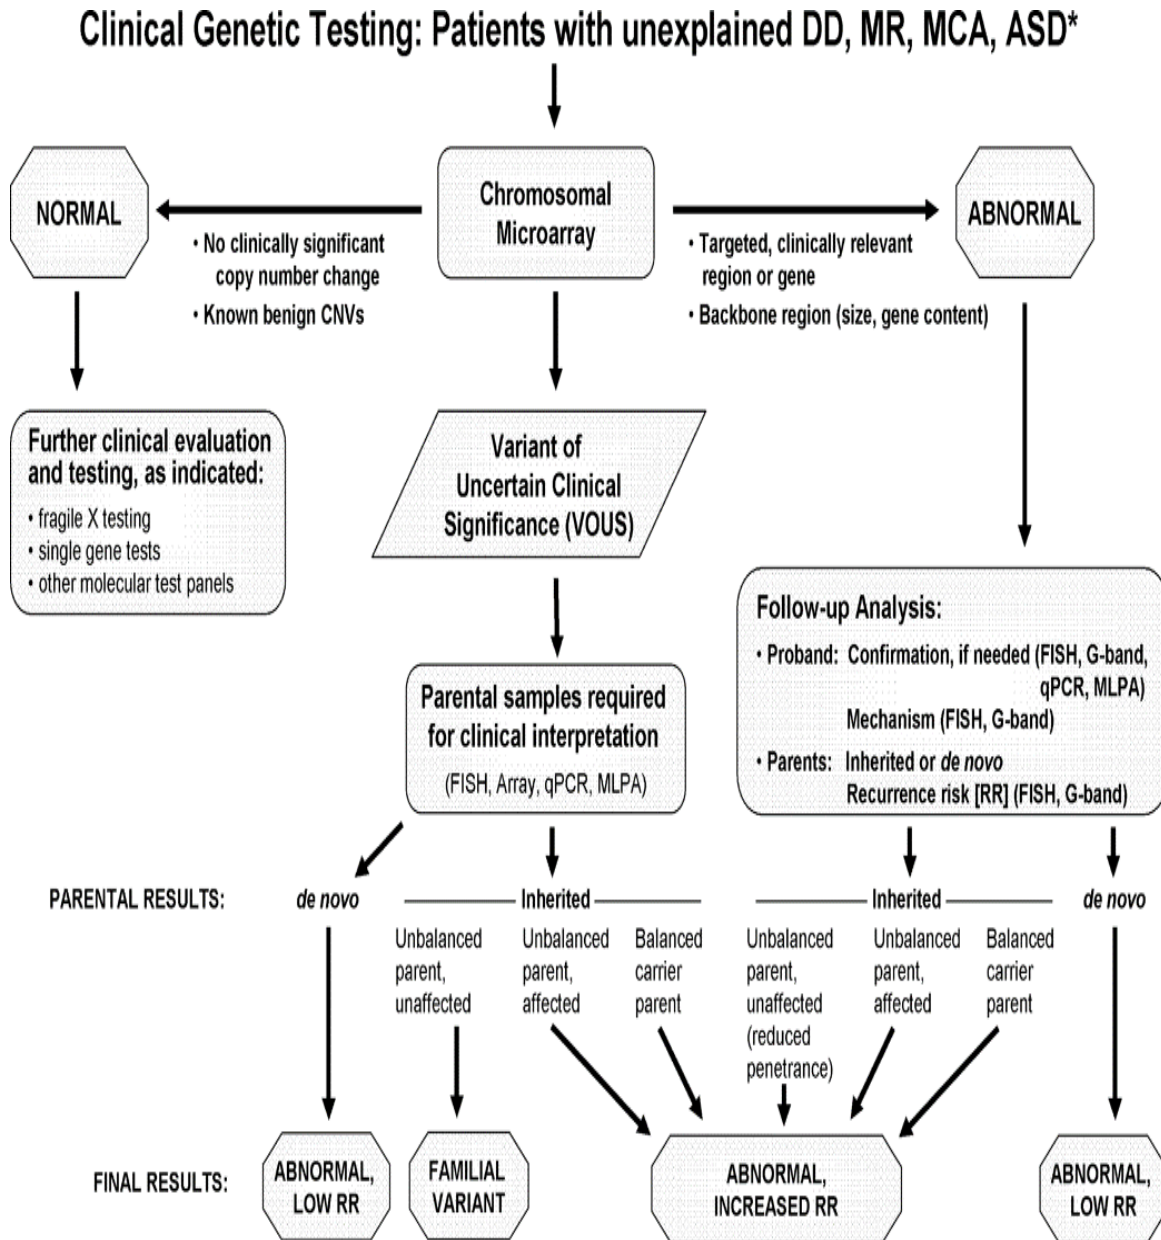 Clinical Genetic Testing: Patients with unexplained DD, MR, MCA, ASD*
NORMAL
Chromosomal
Microarray
ABNORMAL
• No clinically significant
copy number change
• Known benign CNVs
• Targeted, clinically relevant
region or gene
• Backbone region (size, gene content)
Further clinical evaluation
and testing, as indicated:
• fragile X testing
• single gene tests
• other molecular test panels
Variant of
Uncertain Clinical
Significance (VOUS)
Parental samples required
for clinical interpretation
(FISH, Array, qPCR, MLPA)
Follow-up Analysis:
• Proband: Confirmation, if needed (FISH, G-band,
qPCR, MLPA)
Mechanism (FISH, G-band)
• Parents: Inherited or de novo
Recurrence risk [RR] (FISH, G-band)
PARENTAL RESULTS:
de novo
Inherited
Unbalanced
parent,
unaffected
Unbalanced
parent,
affected
Balanced
carrier
parent
Inherited
Unbalanced
parent,
unaffected
(reduced
penetrance)
Unbalanced
parent,
affected
Balanced
carrier
parent
de novo
FINAL RESULTS:
ABNORMAL,
LOW RR
FAMILIAL
VARIANT
ABNORMAL,
INCREASED RR
ABNORMAL,
LOW RR